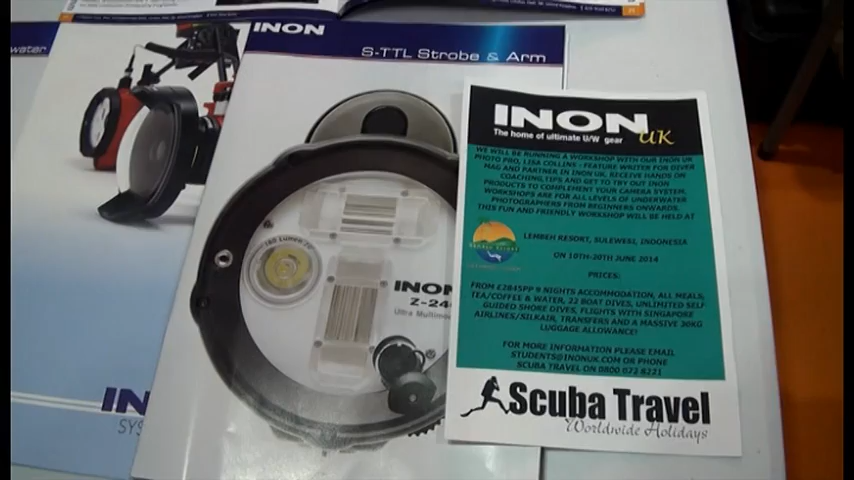 water
INON
S-TTL Strobe & Arm
INON
Z-24
Ultra
INON UK
The home of ultimate U/W gear
WE WILL BE RUNNING A WORKSHOP WITH OUR INON UK
PHOTO PRO, LISA COLLINS - FEATURE WRITER FOR DIVER
MAG AND PARTNER IN INON UK. RECEIVE HANDS ON
COACHING, TIPS AND GET TO TRY OUT INON
PRODUCTS TO COMPLEMENT YOUR CAMERA SYSTEM.
WORKSHOPS ARE FOR ALL LEVELS OF UNDERWATER
PHOTOGRAPHERS FROM BEGINNERS ONWARDS.
THIS FUN AND FRIENDLY WORKSHOP WILL BE HELD AT
LEMBEH RESORT, SULEWESI, INDONESIA
ON 10TH-20TH JUNE 2014
PRICES:
FROM £2845PP 9 NIGHTS ACCOMMODATION, ALL MEALS,
TEA/COFFEE & WATER, 22 BOAT DIVES, UNLIMITED SELF
GUIDED SHORE DIVES, FLIGHTS WITH SINGAPORE
AIRLINES/SILKAIR, TRANSFERS AND A MASSIVE 30KG
LUGGAGE ALLOWANCE!
FOR MORE INFORMATION PLEASE EMAIL
STUDENTS@INONUK.COM OR PHONE
SCUBA TRAVEL ON 0800 072 8221
Scuba Travel
Worldwide Holidays
IN
SYS